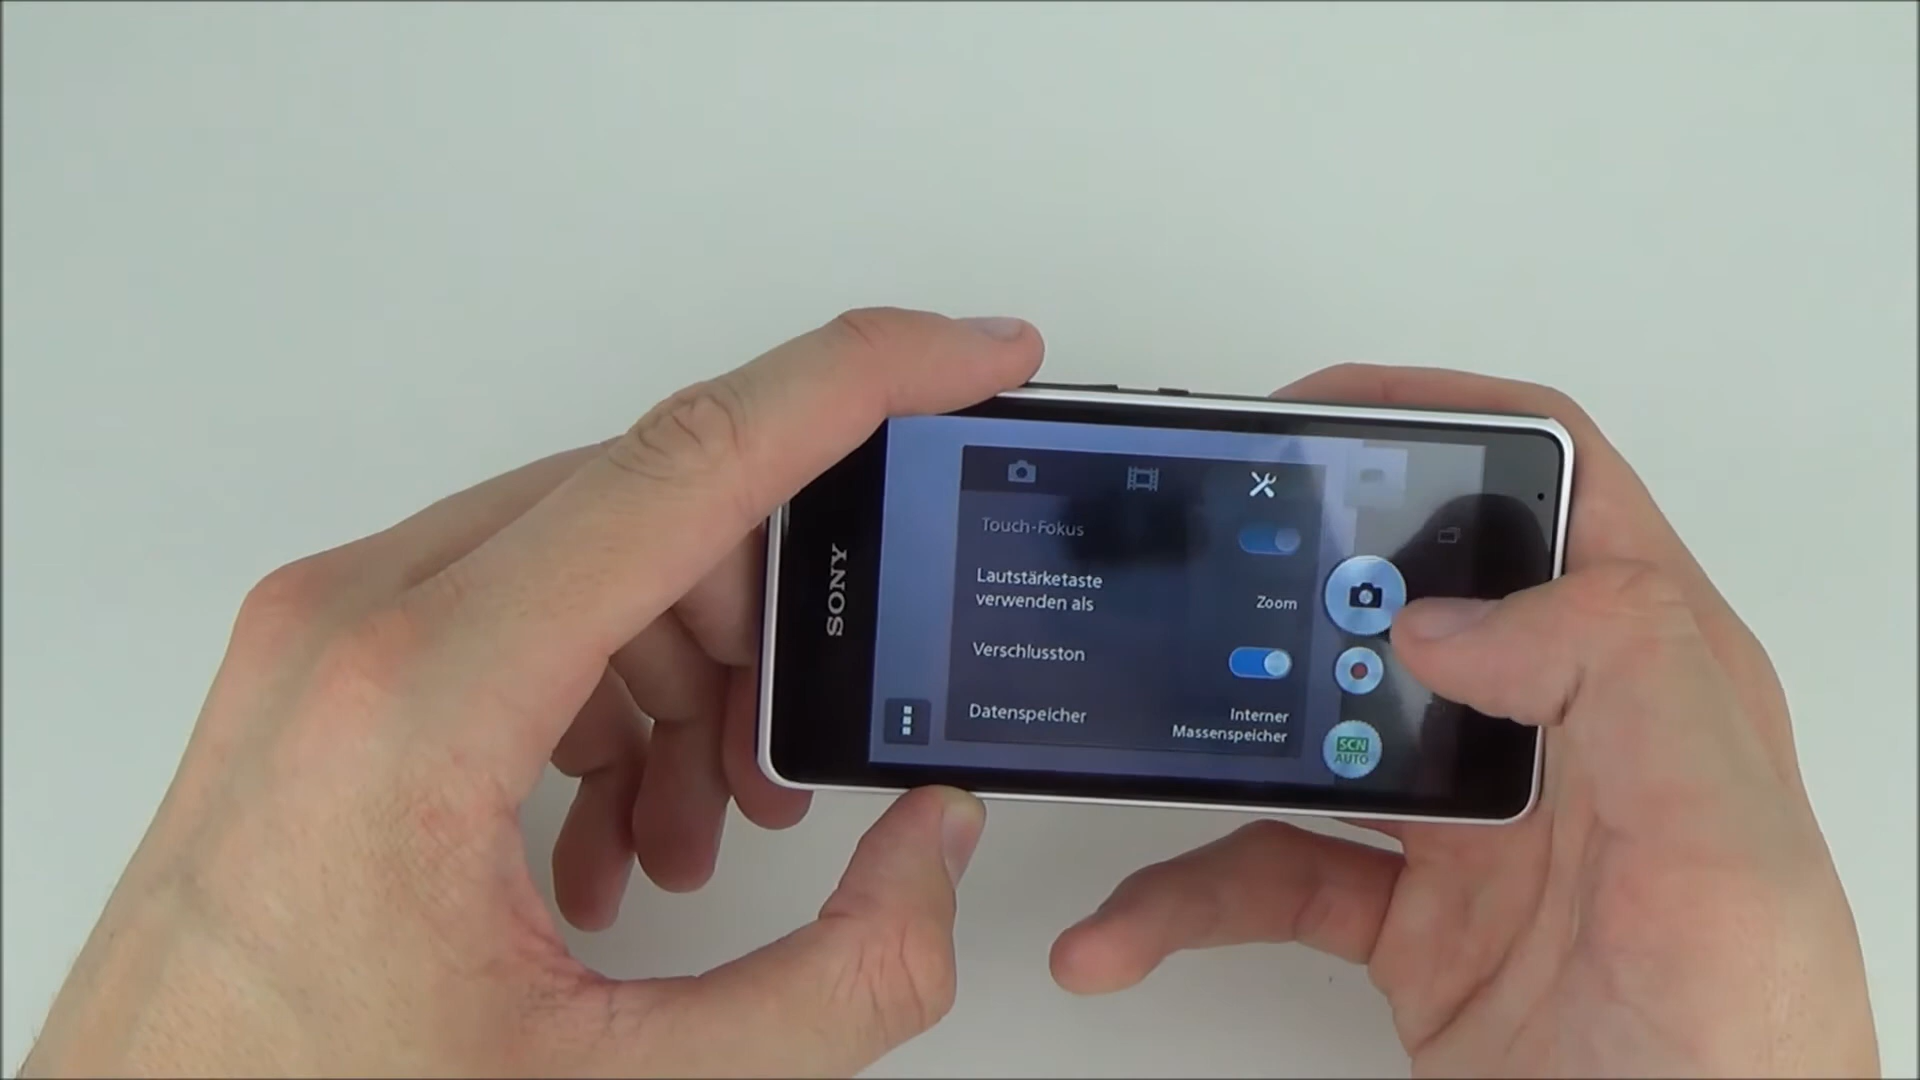 SONY
Touch-Fokus
Lautstärketaste
verwenden als
Zoom
Verschlusston
Datenspeicher
Interner
Massenspeicher
SCN
AUTO